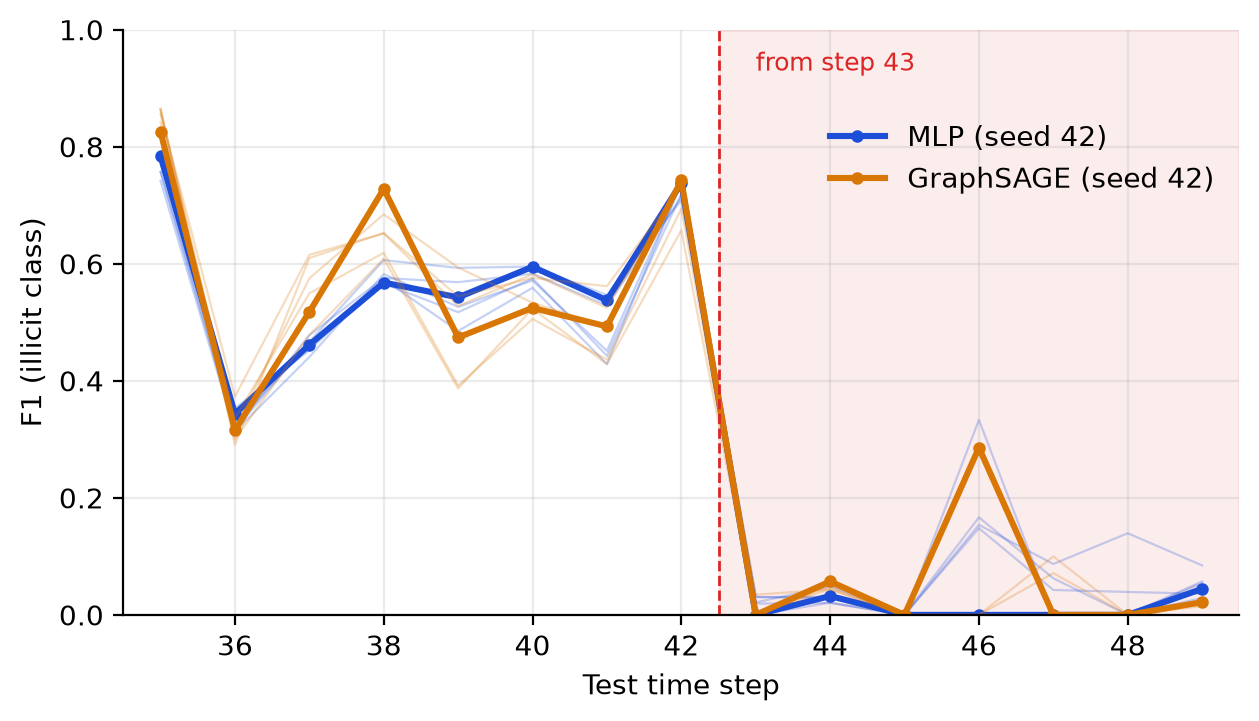 1.0
0.8
0.6
0.4
0.2
0.0
F1 (illicit class)
from step 43
MLP (seed 42)
GraphSAGE (seed 42)
36 38 40 42 44 46 48
Test time step